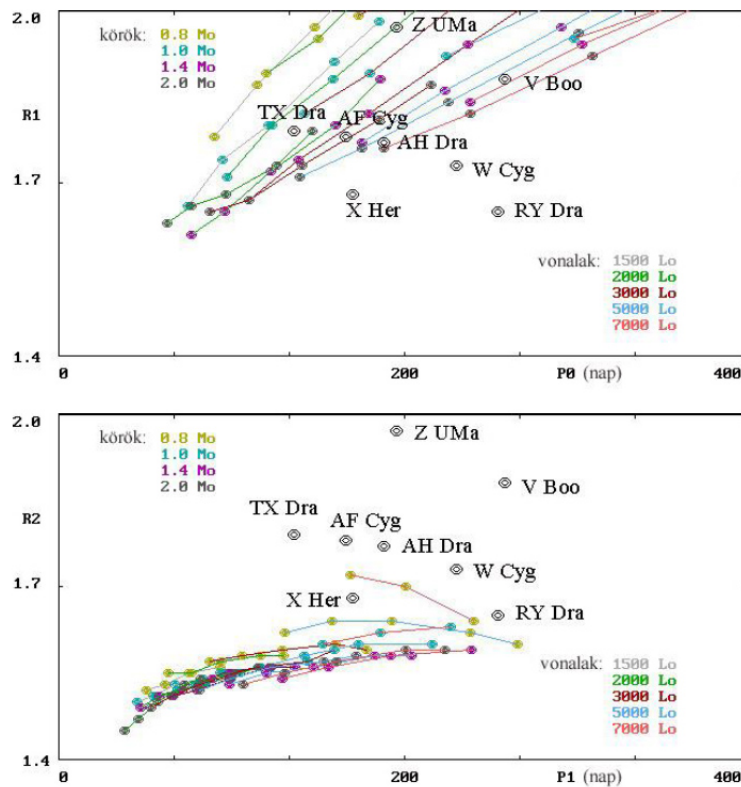 2.0
körök: 0.8 Mo
1.0 Mo
1.4 Mo
2.0 Mo
Z UMa
V Boo
R1
TX Dra
AF Cyg
AH Dra
W Cyg
1.7
X Her
RY Dra
vonalak: 1500 Lo
2000 Lo
3000 Lo
5000 Lo
7000 Lo
1.4
0
200
P0 (nap)
400
2.0
körök: 0.8 Mo
1.0 Mo
1.4 Mo
2.0 Mo
Z UMa
V Boo
R2
TX Dra
AF Cyg
AH Dra
W Cyg
1.7
X Her
RY Dra
vonalak: 1500 Lo
2000 Lo
3000 Lo
5000 Lo
7000 Lo
1.4
0
200
P1 (nap)
400